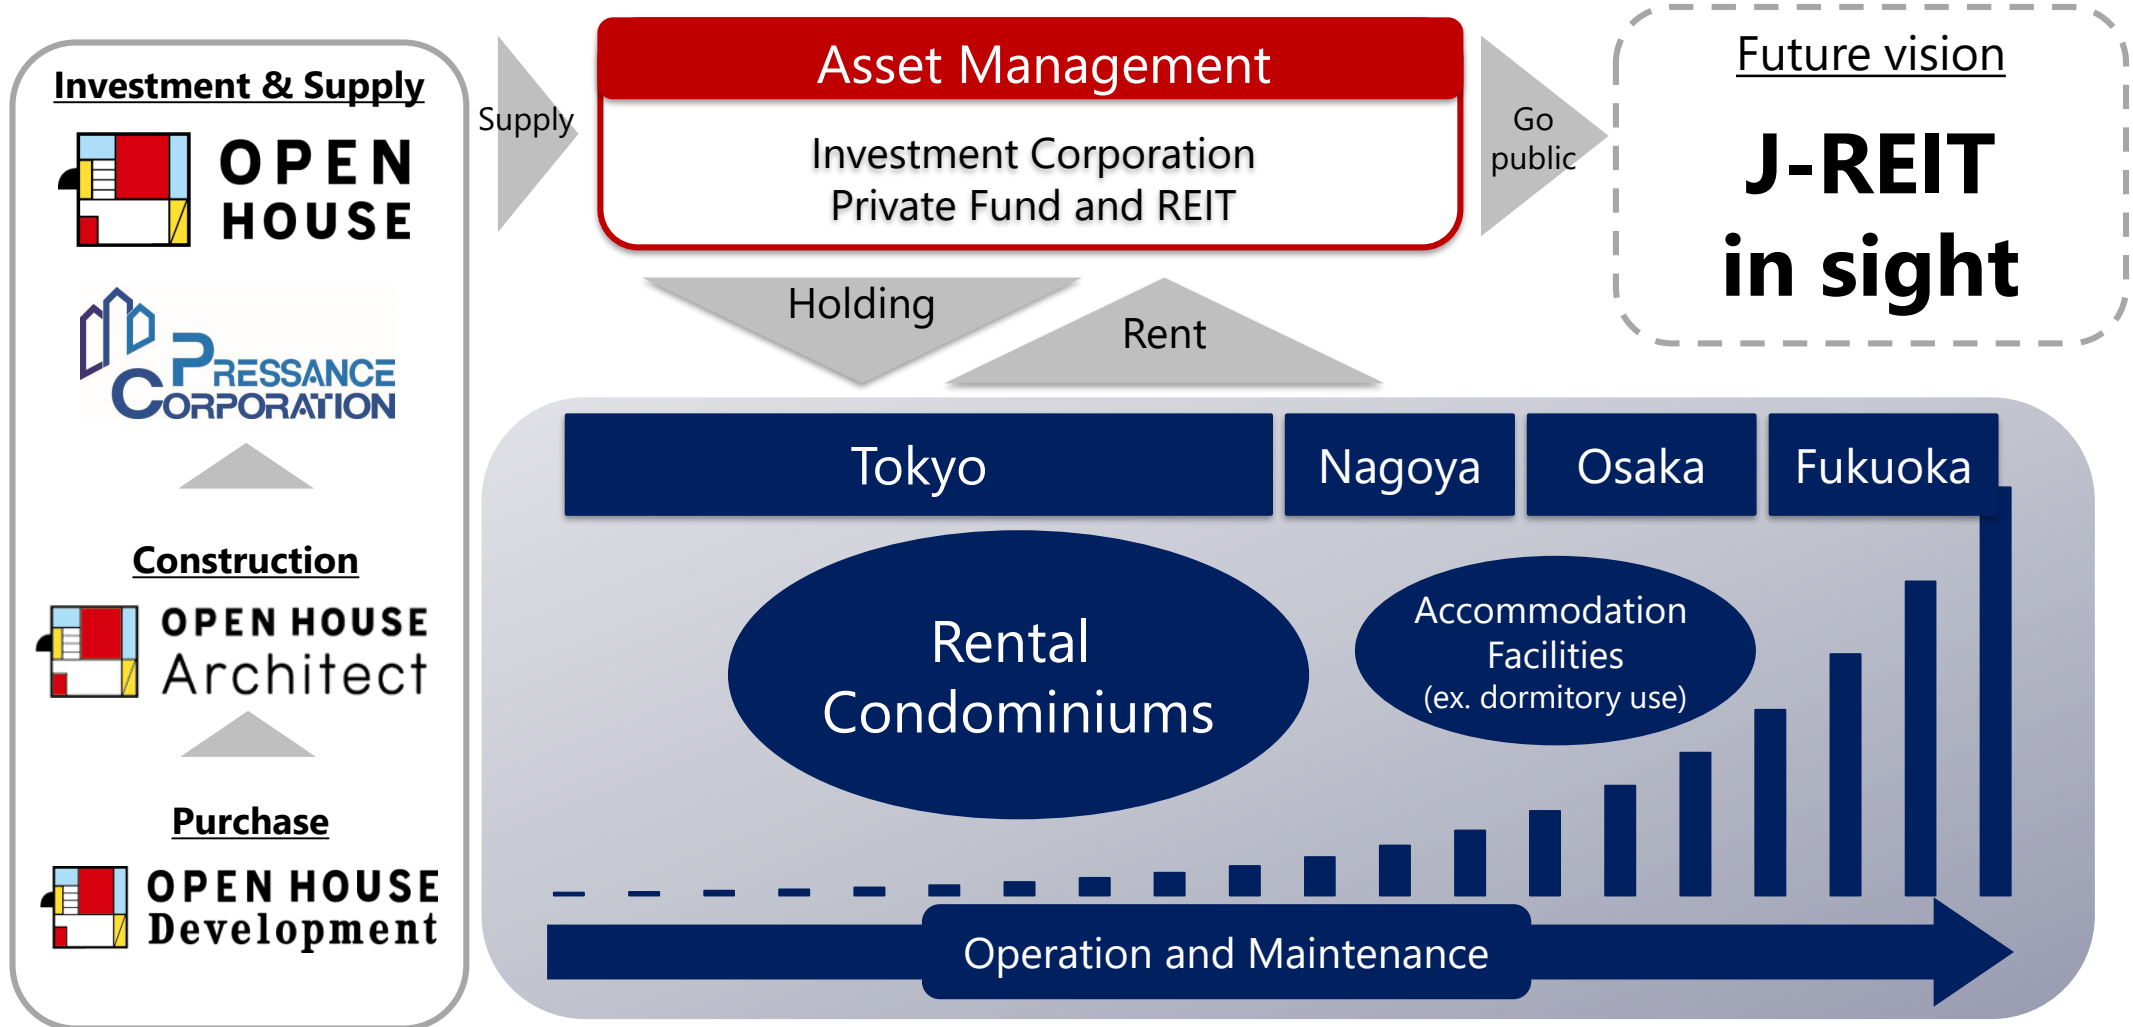 Investment & Supply
OPEN
HOUSE
PRESSANCE
CORPORATION
Construction
OPEN HOUSE
Architect
Purchase
OPEN HOUSE
Development
Supply
Asset Management
Investment Corporation
Private Fund and REIT
Go
public
Future vision
J-REIT
in sight
Holding
Rent
Tokyo
Nagoya
Osaka
Fukuoka
Rental
Condominiums
Accommodation
Facilities
(ex. dormitory use)
Operation and Maintenance